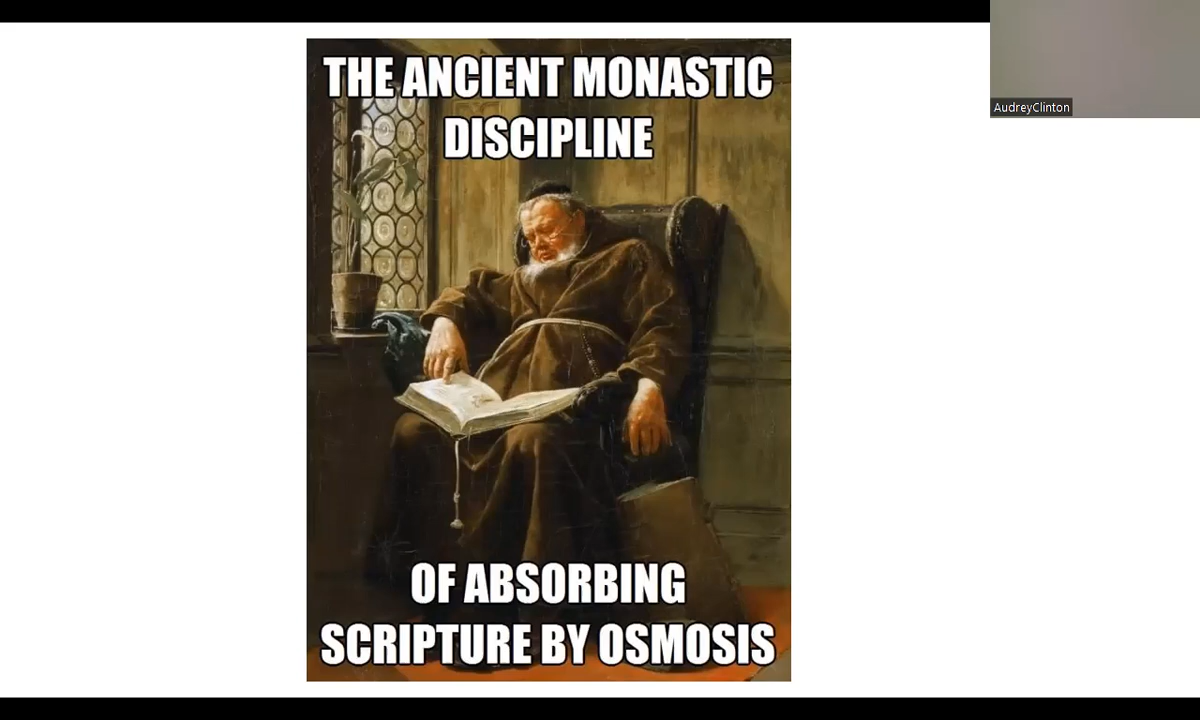 THE ANCIENT MONASTIC
DISCIPLINE
OF ABSORBING
SCRIPTURE BY OSMOSIS
AudreyClinton